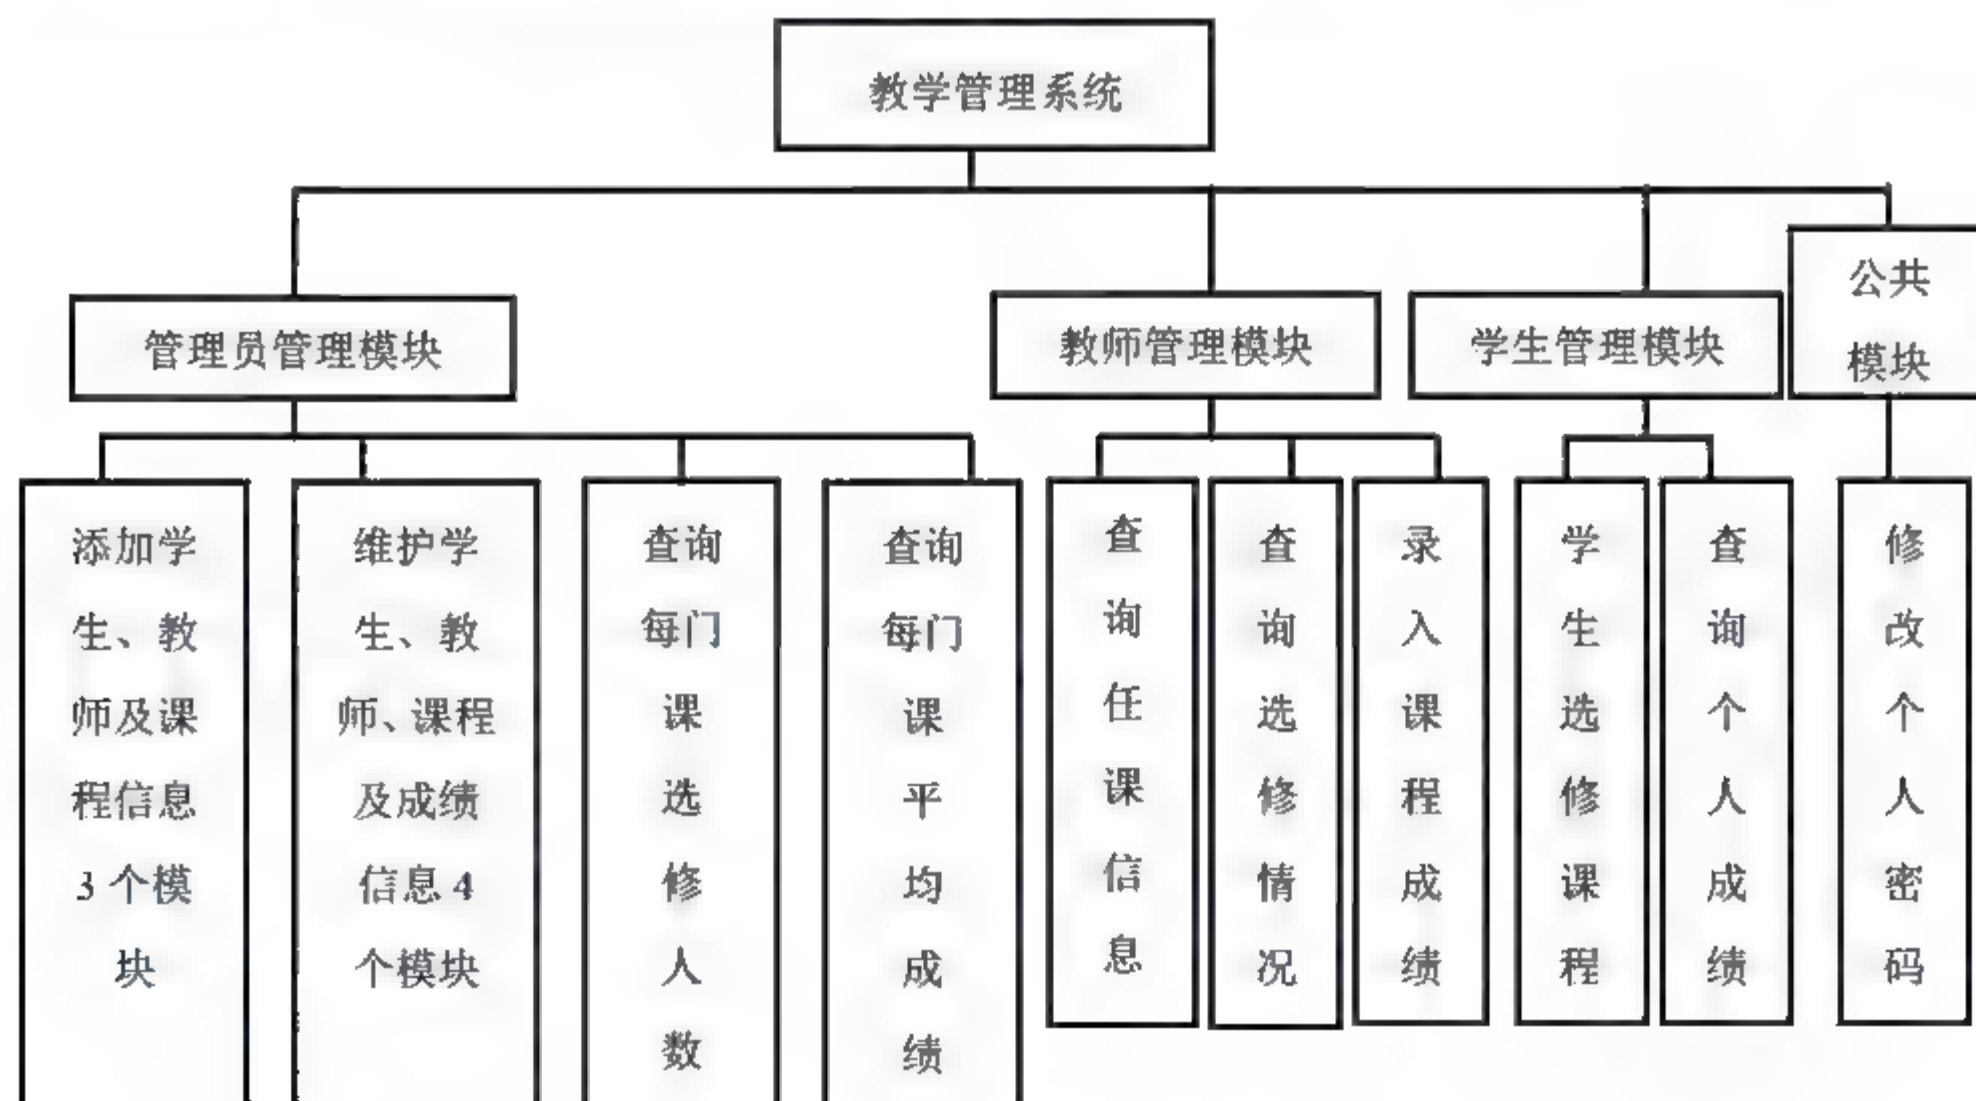 教学管理系统
管理员管理模块
教师管理模块
学生管理模块
公共
模块
添加学
生、教
师及课
程信息
3个模
块
维护学
生、教
师、课程
及成绩
信息4
个模块
查询
每门
课
选
修
人
数
查询
每门
课
平
均
成
绩
查
询
任
课
信
息
查
询
选
修
情
况
录
入
课
程
成
绩
学
生
选
修
课
程
查
询
个
人
成
绩
修
改
个
人
密
码